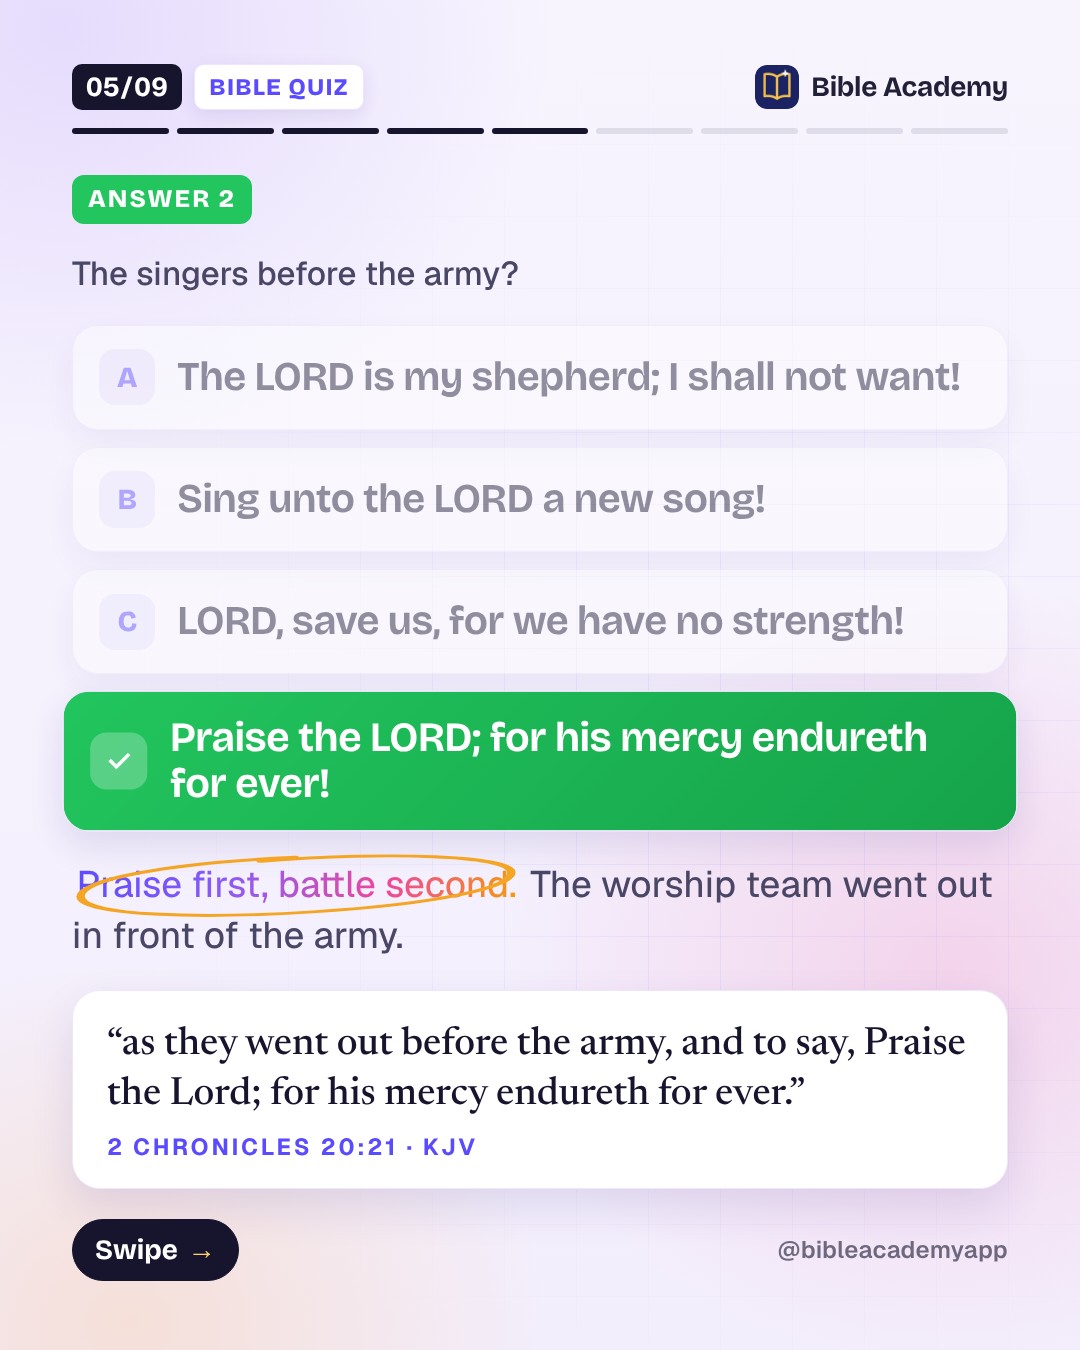 05/09
BIBLE QUIZ
Bible Academy
ANSWER 2
The singers before the army?
A
The LORD is my shepherd; I shall not want!
B
Sing unto the LORD a new song!
C
LORD, save us, for we have no strength!
Praise the LORD; for his mercy endureth
for ever!
Praise first, battle second. The worship team went out
in front of the army.
“as they went out before the army, and to say, Praise
the Lord; for his mercy endureth for ever.”
2 CHRONICLES 20:21 · KJV
Swipe →
@bibleacademyapp